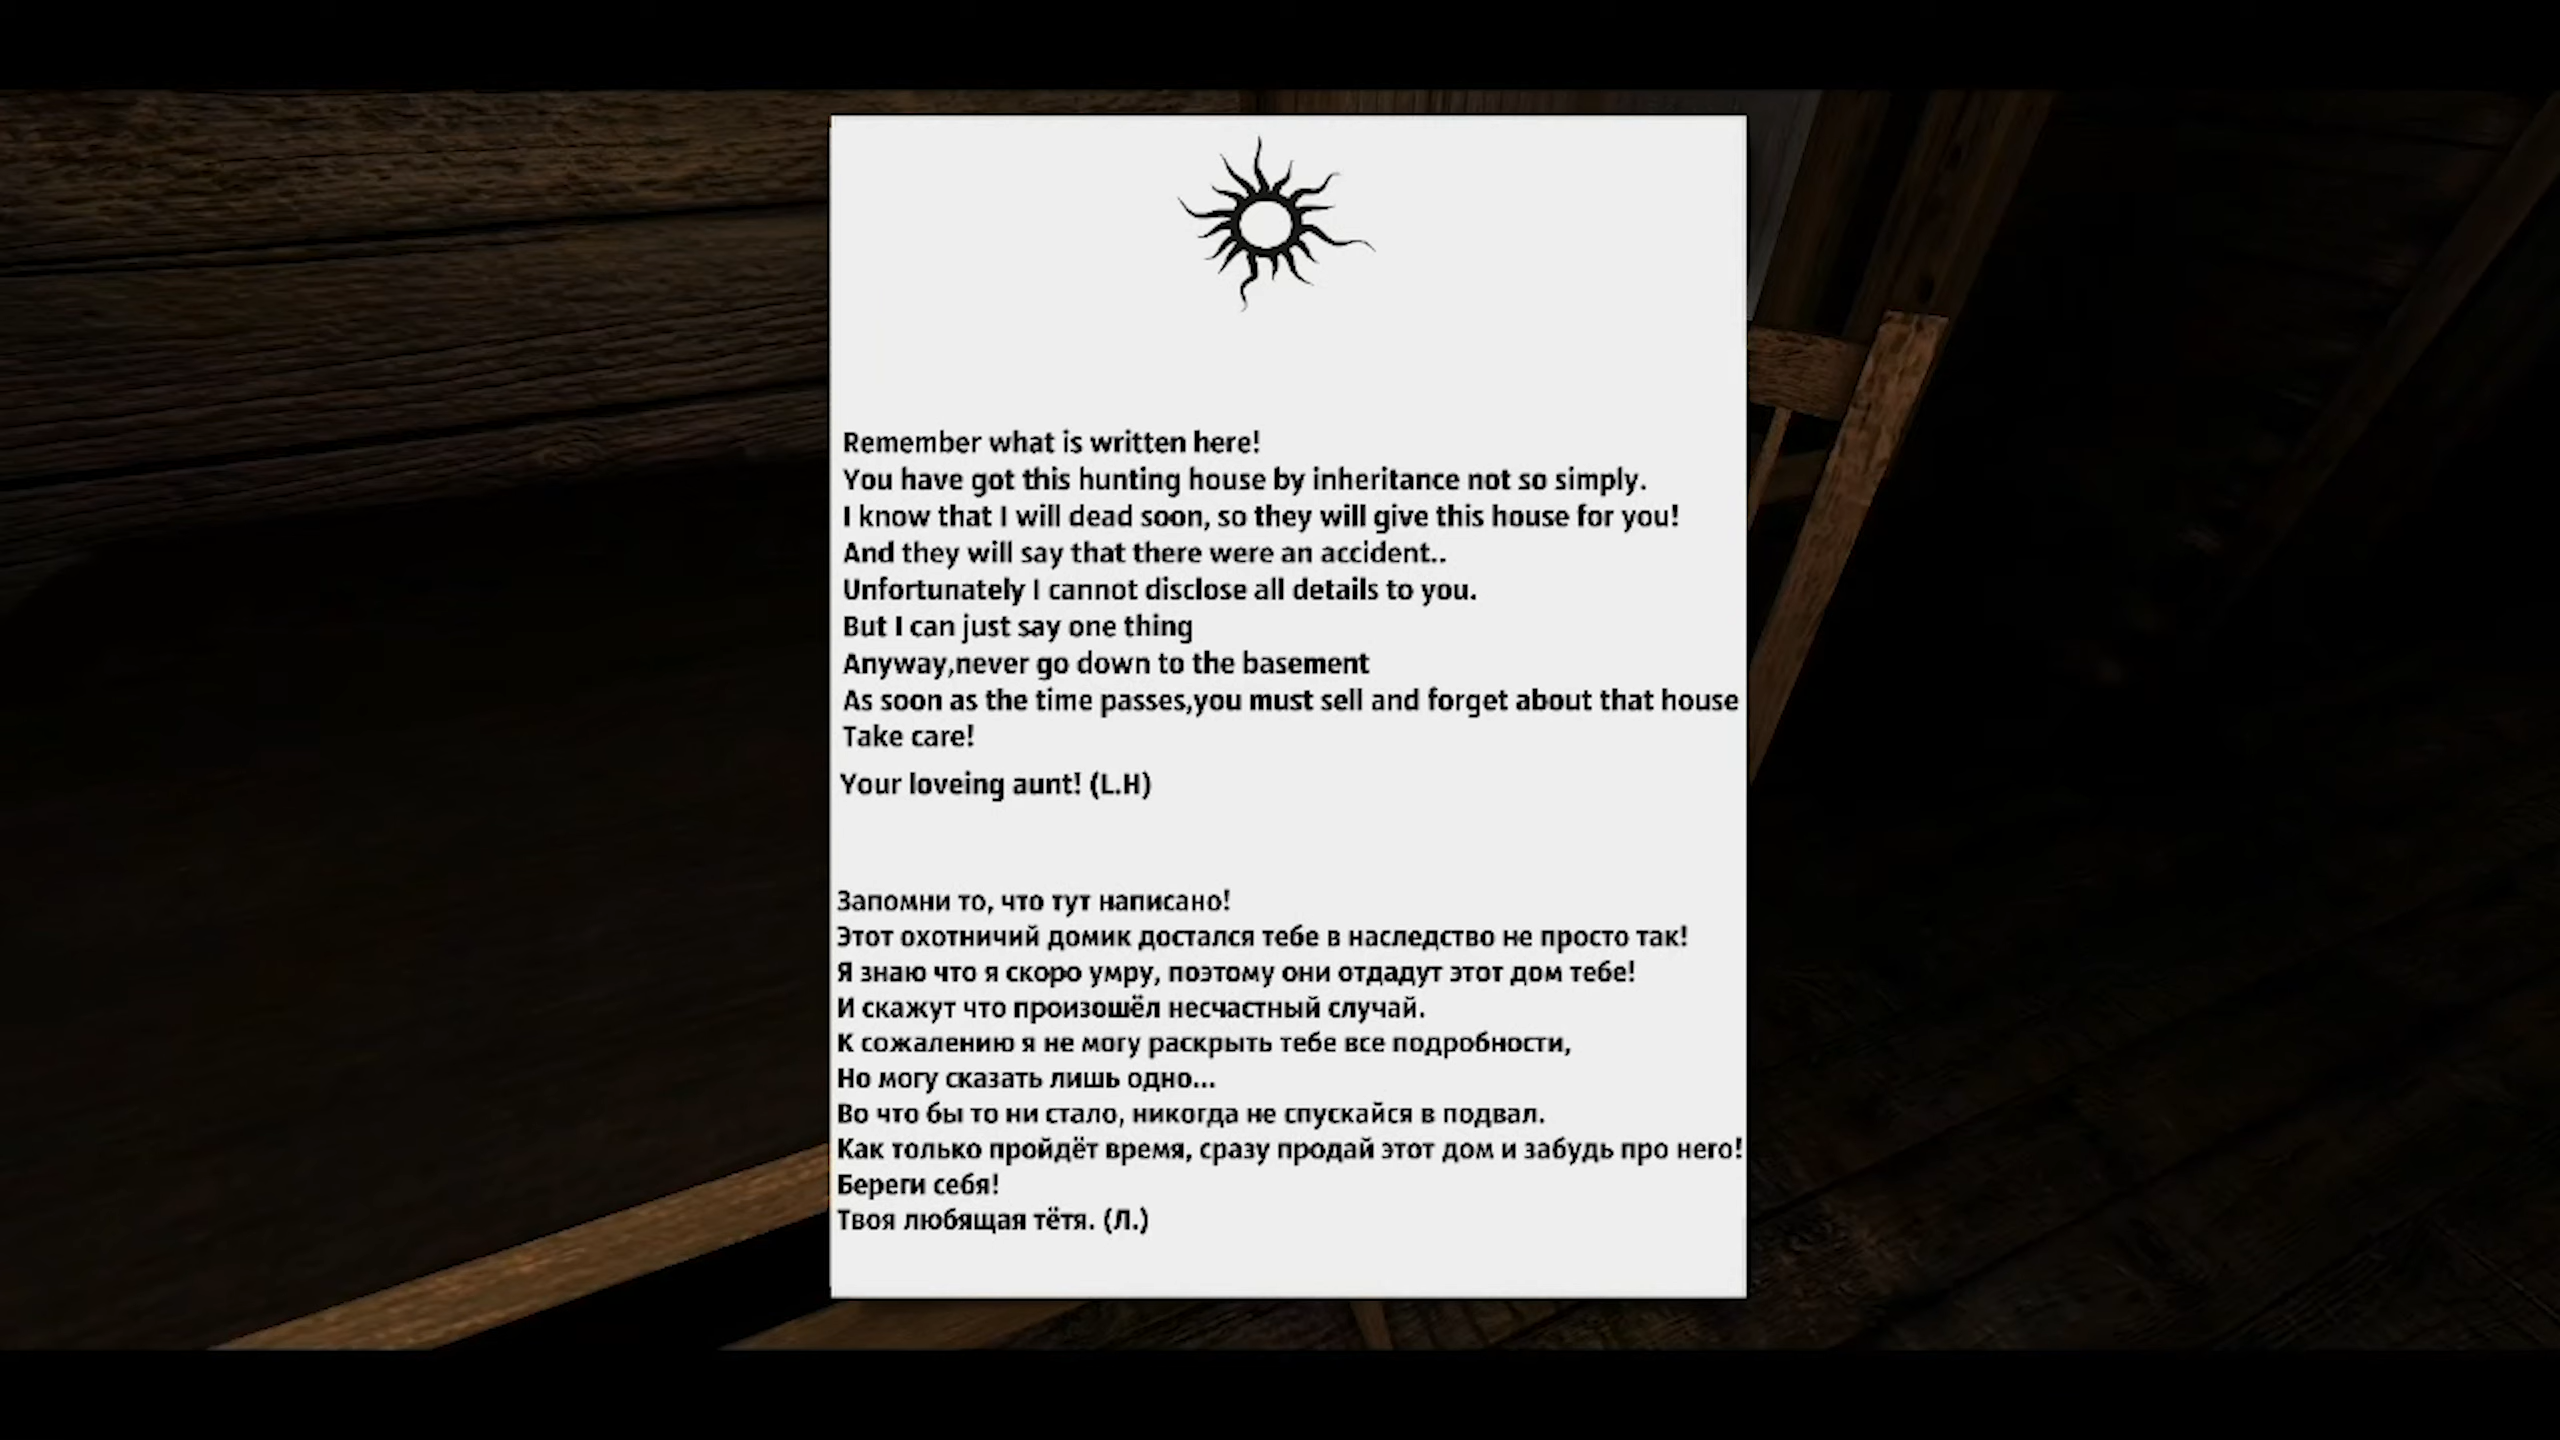 Remember what is written here!
You have got this hunting house by inheritance not so simply.
I know that I will dead soon, so they will give this house for you!
And they will say that there were an accident..
Unfortunately I cannot disclose all details to you.
But I can just say one thing
Anyway,never go down to the basement
As soon as the time passes,you must sell and forget about that house
Take care!
Your loveing aunt! (L.H)
Запомни то, что тут написано!
Этот охотничий домик достался тебе в наследство не просто так!
Я знаю что я скоро умру, поэтому они отдадут этот дом тебе!
И скажут что произошёл несчастный случай.
К сожалению я не могу раскрыть тебе все подробности,
Но могу сказать лишь одно...
Во что бы то ни стало, никогда не спускайся в подвал.
Как только пройдёт время, сразу продай этот дом и забудь про него!
Береги себя!
Твоя любящая тётя. (Л.)